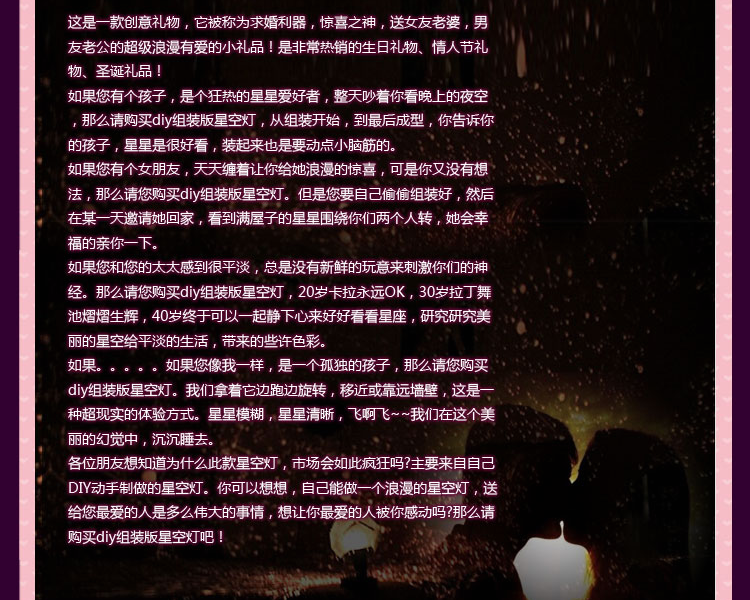 这是一款创意礼物，它被称为求婚利器，惊喜之神，送女友老婆，男
友老公的超级浪漫有爱的小礼品！是非常热销的生日礼物、情人节礼
物、圣诞礼品！
如果您有个孩子，是个狂热的星星爱好者，整天吵着你看晚上的夜空
，那么请购买diy组装版星空灯，从组装开始，到最后成型，你告诉你
的孩子，星星是很好看，装起来也是要动点小脑筋的。
如果您有个女朋友，天天缠着让你给她浪漫的惊喜，可是你又没有想
法，那么请您购买diy组装版星空灯。但是您要自己偷偷组装好，然后
在某一天邀请她回家，看到满屋子的星星围绕你们两个人转，她会幸
福的亲你一下。
如果您和您的太太感到很平淡，总是没有新鲜的玩意来刺激你们的神
经。那么请您购买diy组装版星空灯，20岁卡拉永远OK，30岁拉丁舞
池熠熠生辉，40岁终于可以一起静下心来好好看看星座，研究研究美
丽的星空给平淡的生活，带来的些许色彩。
如果。。。。。如果您像我一样，是一个孤独的孩子，那么请您购买
diy组装版星空灯。我们拿着它边跑边旋转，移近或靠远墙壁，这是一
种超现实的体验方式。星星模糊，星星清晰，飞啊飞~~我们在这个美
丽的幻觉中，沉沉睡去。
各位朋友想知道为什么此款星空灯，市场会如此疯狂吗?主要来自自己
DIY动手制做的星空灯。你可以想想，自己能做一个浪漫的星空灯，送
给您最爱的人是多么伟大的事情，想让你最爱的人被你感动吗?那么请
购买diy组装版星空灯吧！